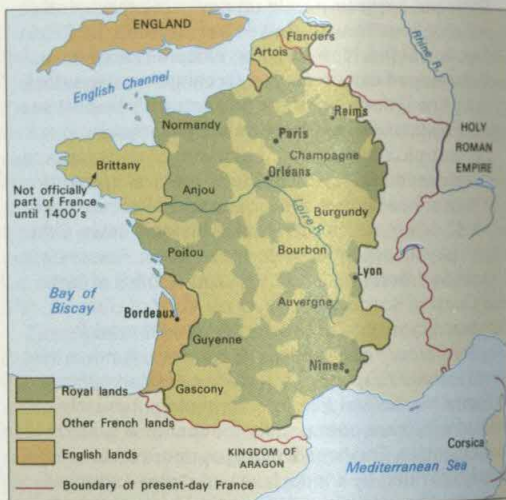 ENGLAND
Flanders
Artois
English Channel
Rhine R.
Reims
Normandy
Paris
HOLY
ROMAN
EMPIRE
Champagne
Brittany
Orléans
Not officially
part of France
until 1400's
Anjou
Loire R.
Burgundy
Poitou
Bourbon
Lyon
Bay of
Biscay
Auvergne
Bordeaux
Guyenne
Nîmes
Royal lands
Gascony
Other French lands
English lands
KINGDOM OF
ARAGON
Corsica
Mediterranean Sea
Boundary of present-day France